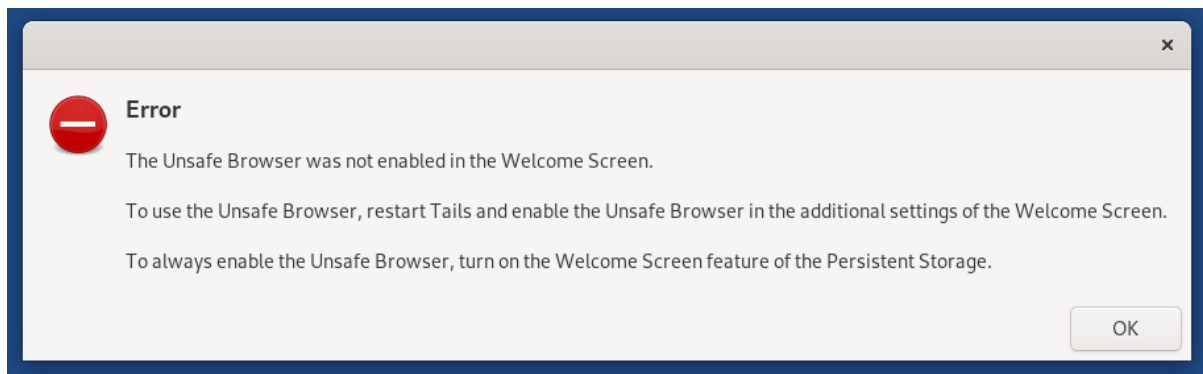 Error
The Unsafe Browser was not enabled in the Welcome Screen.
To use the Unsafe Browser, restart Tails and enable the Unsafe Browser in the additional settings of the Welcome Screen.
To always enable the Unsafe Browser, turn on the Welcome Screen feature of the Persistent Storage.
OK